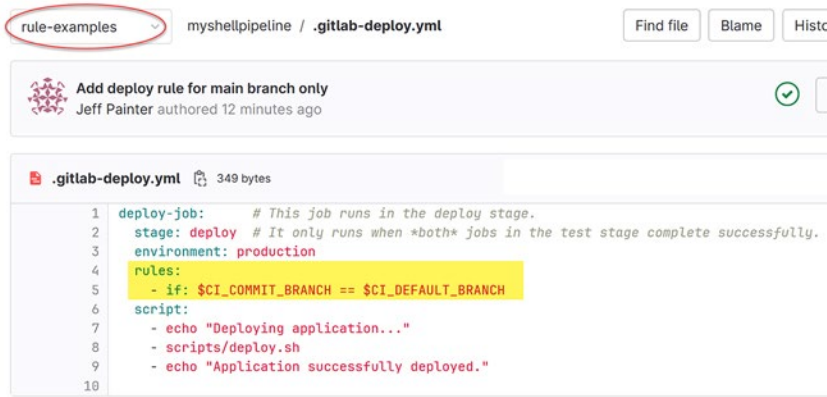 rule-examples myshellpipeline / .gitlab-deploy.yml Find file Blame Histo
Add deploy rule for main branch only
Jeff Painter authored 12 minutes ago
.gitlab-deploy.yml 349 bytes
1 deploy-job: # This job runs in the deploy stage.
2 stage: deploy # It only runs when *both* jobs in the test stage complete successfully.
3 environment: production
4 rules:
5 - if: $CI_COMMIT_BRANCH == $CI_DEFAULT_BRANCH
6 script:
7 - echo "Deploying application..."
8 - scripts/deploy.sh
9 - echo "Application successfully deployed."
10